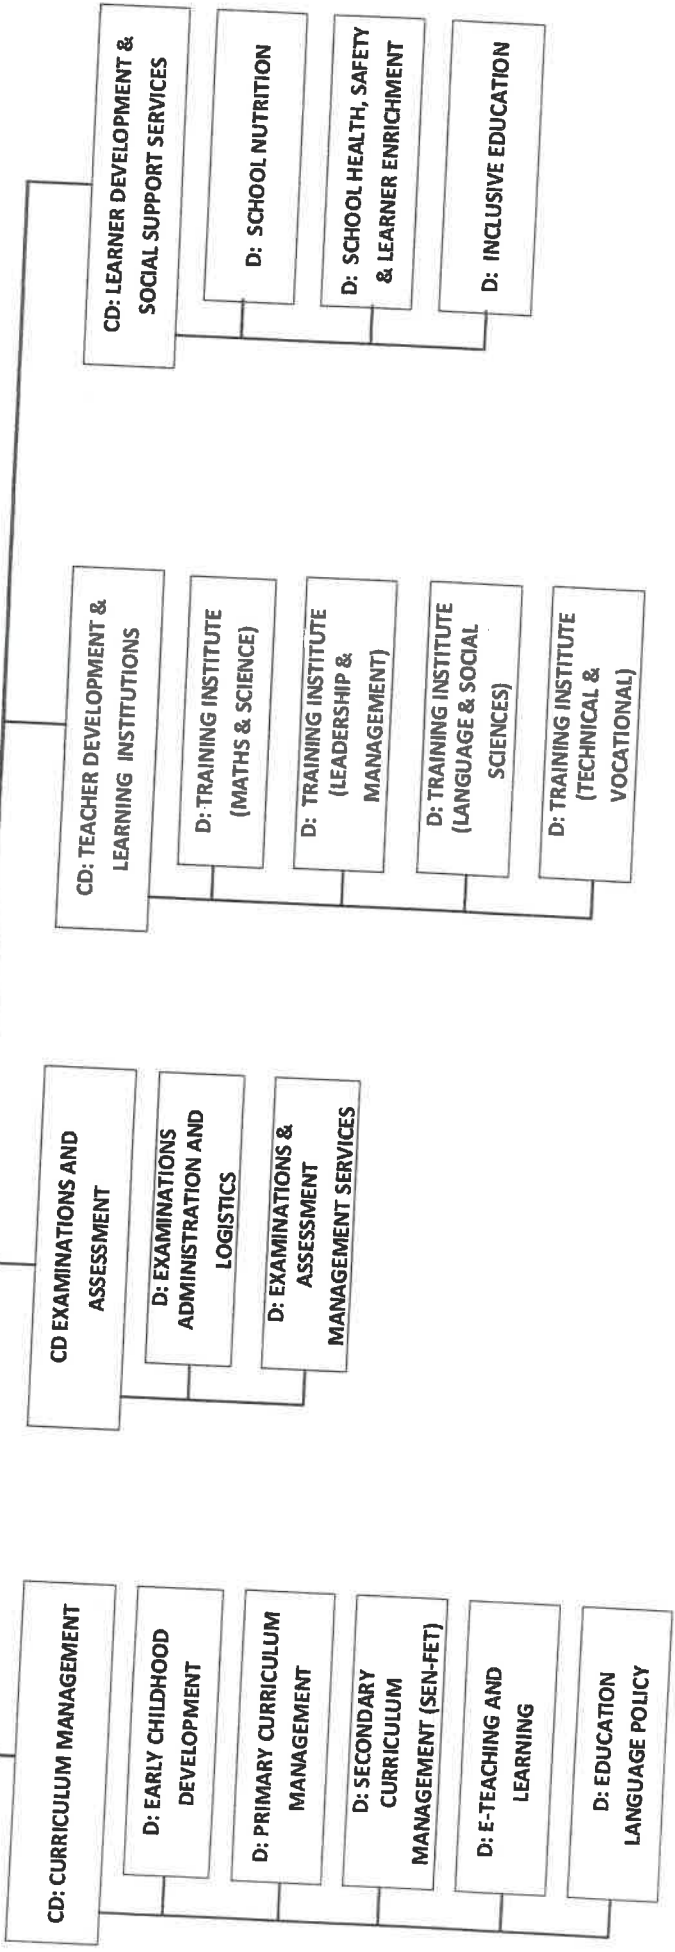 CD: CURRICULUM MANAGEMENT
D: EARLY CHILDHOOD
DEVELOPMENT
D: PRIMARY CURRICULUM
MANAGEMENT
D: SECONDARY
CURRICULUM
MANAGEMENT (SEN-FET)
D: E-TEACHING AND
LEARNING
D: EDUCATION
LANGUAGE POLICY
CD EXAMINATIONS AND
ASSESSMENT
D: EXAMINATIONS
ADMINISTRATION AND
LOGISTICS
D: EXAMINATIONS &
ASSESSMENT
MANAGEMENT SERVICES
CD: TEACHER DEVELOPMENT &
LEARNING INSTITUTIONS
D: TRAINING INSTITUTE
(MATHS & SCIENCE)
D: TRAINING INSTITUTE
(LEADERSHIP &
MANAGEMENT)
D: TRAINING INSTITUTE
(LANGUAGE & SOCIAL
SCIENCES)
D: TRAINING INSTITUTE
(TECHNICAL &
VOCATIONAL)
CD: LEARNER DEVELOPMENT &
SOCIAL SUPPORT SERVICES
D: SCHOOL NUTRITION
D: SCHOOL HEALTH, SAFETY
& LEARNER ENRICHMENT
D: INCLUSIVE EDUCATION